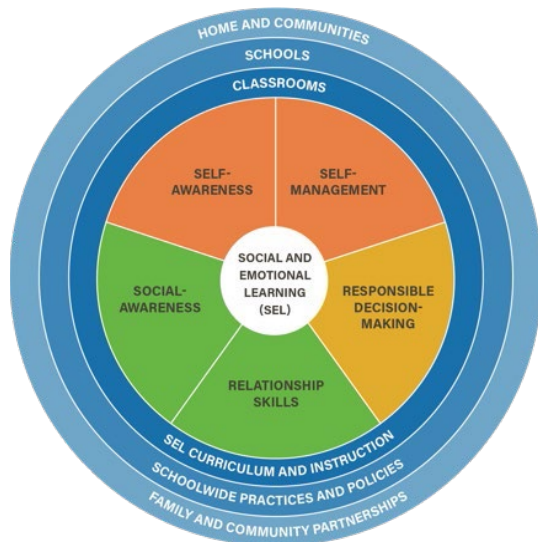 HOME AND COMMUNITIES
SCHOOLS
CLASSROOMS
SELF-
AWARENESS
SELF-
MANAGEMENT
SOCIAL AND
EMOTIONAL
LEARNING
(SEL)
SOCIAL-
AWARENESS
RESPONSIBLE
DECISION-
MAKING
RELATIONSHIP
SKILLS
SEL CURRICULUM AND INSTRUCTION
SCHOOLWIDE PRACTICES AND POLICIES
FAMILY AND COMMUNITY PARTNERSHIPS